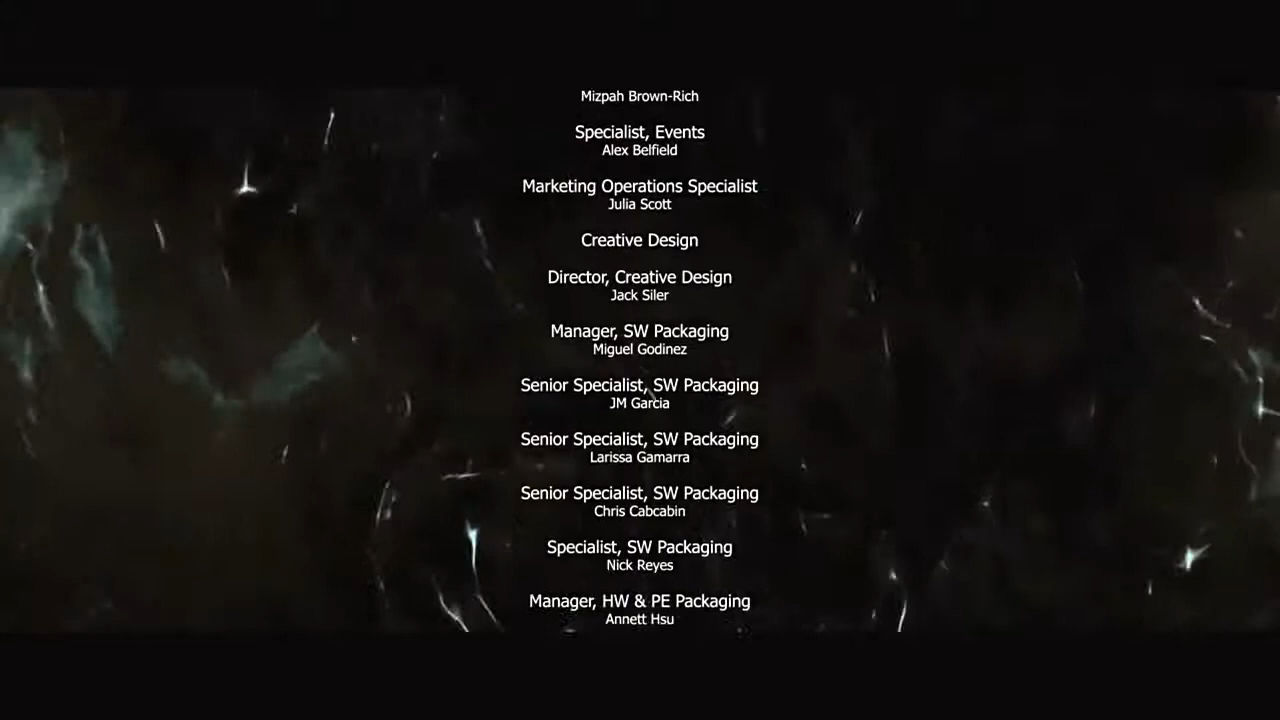 Mizpah Brown-Rich
Specialist, Events
Alex Belfield
Marketing Operations Specialist
Julia Scott
Creative Design
Director, Creative Design
Jack Siler
Manager, SW Packaging
Miguel Godinez
Senior Specialist, SW Packaging
JM Garcia
Senior Specialist, SW Packaging
Larissa Gamarra
Senior Specialist, SW Packaging
Chris Cabcabin
Specialist, SW Packaging
Nick Reyes
Manager, HW & PE Packaging
Annett Hsu